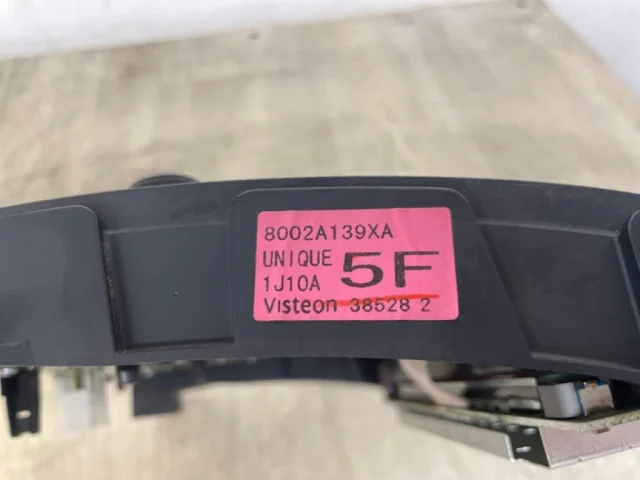 8002A139XA
UNIQUE 5F
1J10A
Visteon 38528 2